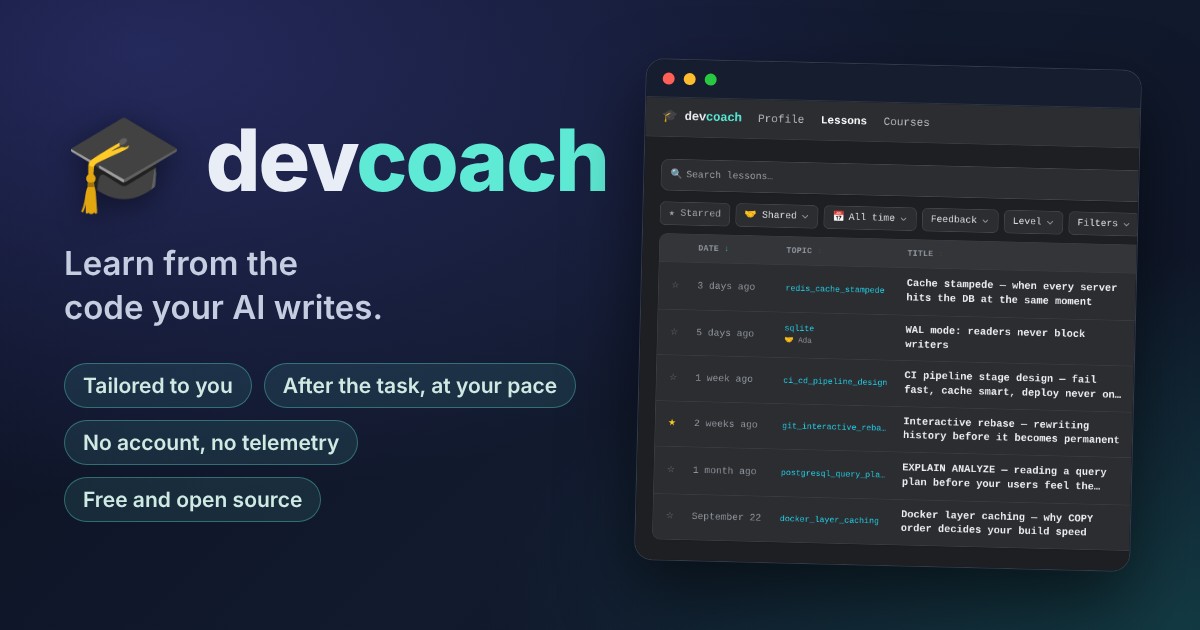 devcoach
Learn from the
code your AI writes.
Tailored to you
After the task, at your pace
No account, no telemetry
Free and open source
devcoach Profile Lessons Courses
Search lessons…
★ Starred
Shared
All time
Feedback
Level
Filters
DATE ↓ TOPIC TITLE
3 days ago redis_cache_stampede Cache stampede — when every server
hits the DB at the same moment
5 days ago sqlite WAL mode: readers never block
Ada writers
1 week ago ci_cd_pipeline_design CI pipeline stage design — fail
fast, cache smart, deploy never on…
2 weeks ago git_interactive_reba… Interactive rebase — rewriting
history before it becomes permanent
1 month ago postgresql_query_pla… EXPLAIN ANALYZE — reading a query
plan before your users feel the…
September 22 docker_layer_caching Docker layer caching — why COPY
order decides your build speed